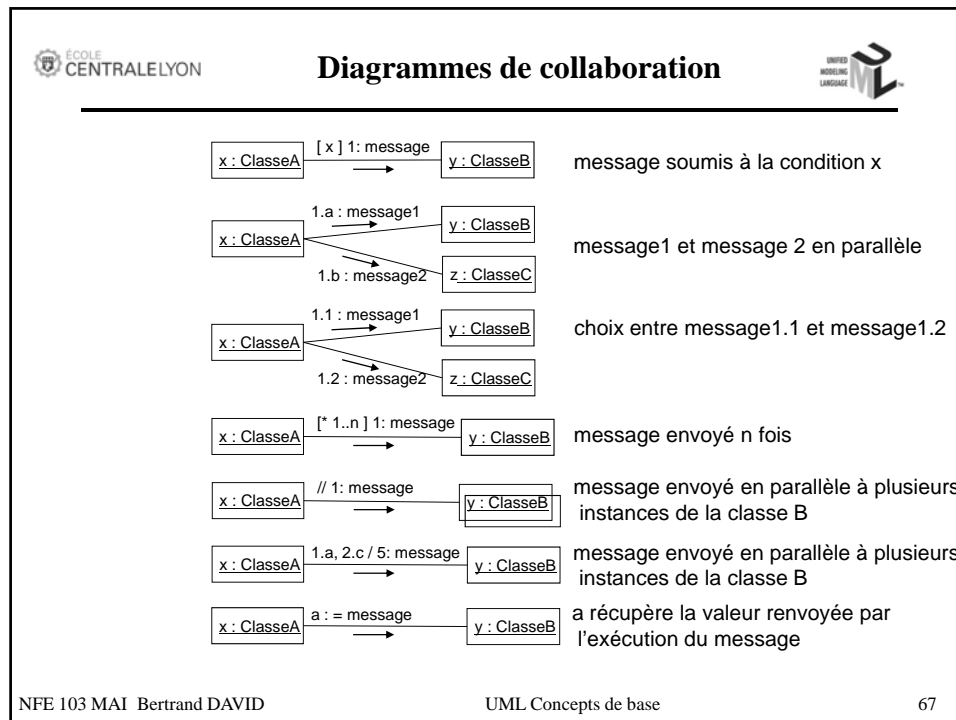 ÉCOLE
CENTRALELYON
Diagrammes de collaboration
UNIFIED
MODELING
LANGUAGE
UML
TM
x : ClasseA
[ x ] 1: message
y : ClasseB
message soumis à la condition x
1.a : message1
x : ClasseA
y : ClasseB
message1 et message 2 en parallèle
1.b : message2
z : ClasseC
1.1 : message1
x : ClasseA
y : ClasseB
choix entre message1.1 et message1.2
1.2 : message2
z : ClasseC
x : ClasseA
[* 1..n ] 1: message
y : ClasseB
message envoyé n fois
x : ClasseA
// 1: message
y : ClasseB
message envoyé en parallèle à plusieurs
instances de la classe B
x : ClasseA
1.a, 2.c / 5: message
y : ClasseB
message envoyé en parallèle à plusieurs
instances de la classe B
x : ClasseA
a : = message
y : ClasseB
a récupère la valeur renvoyée par
l'exécution du message
NFE 103 MAI Bertrand DAVID
UML Concepts de base
67